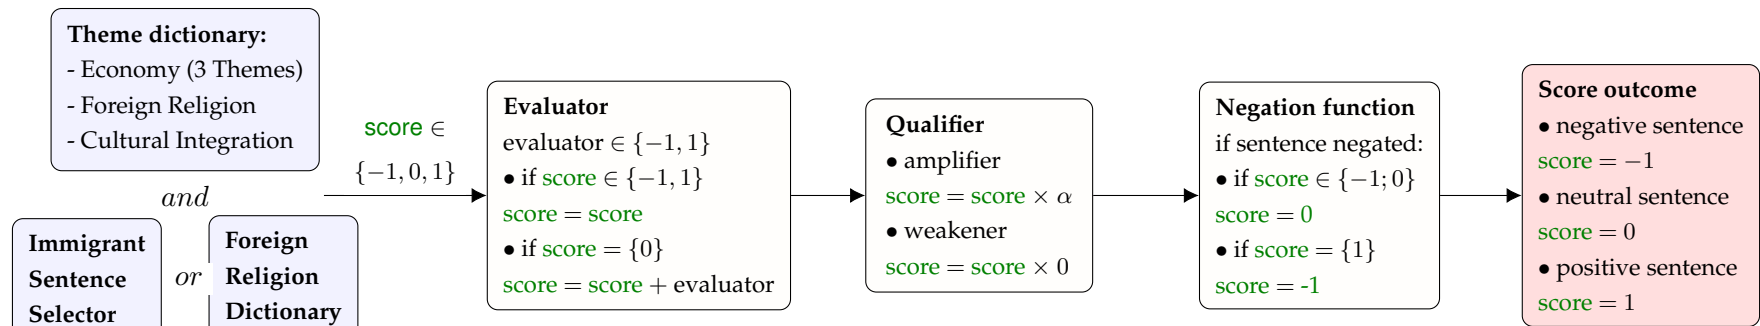 Theme dictionary:
- Economy (3 Themes)
- Foreign Religion
- Cultural Integration
and
Immigrant
Sentence
Selector
or
Foreign
Religion
Dictionary
score ∈
{−1, 0, 1}
Evaluator
evaluator ∈ {−1, 1}
• if score ∈ {−1, 1}
score = score
• if score = {0}
score = score + evaluator
Qualifier
• amplifier
score = score × α
• weakener
score = score × 0
Negation function
if sentence negated:
• if score ∈ {−1; 0}
score = 0
• if score = {1}
score = -1
Score outcome
• negative sentence
score = −1
• neutral sentence
score = 0
• positive sentence
score = 1